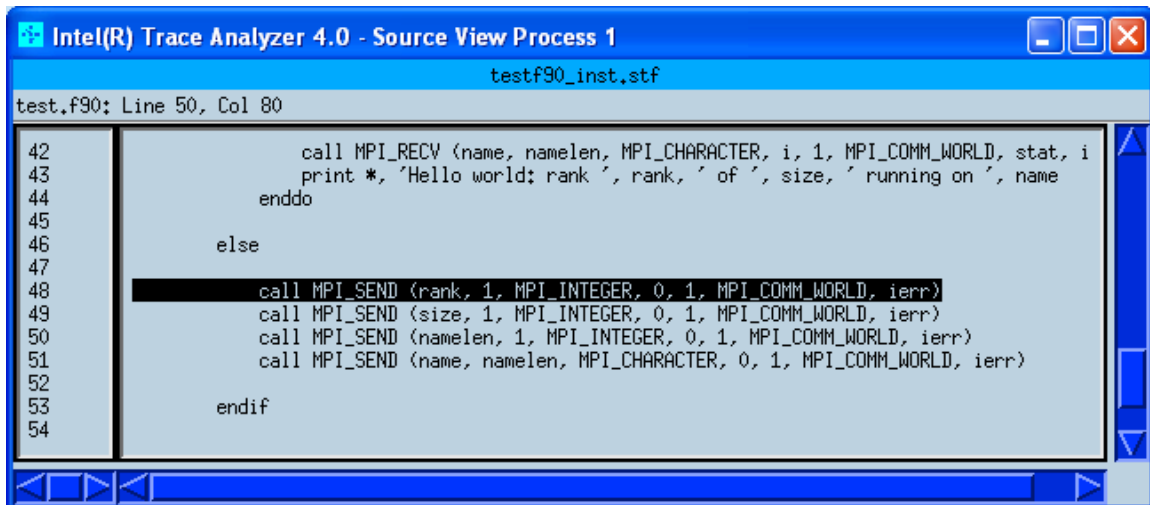 Intel(R) Trace Analyzer 4.0 - Source View Process 1
testf90_inst.stf
test.f90: Line 50, Col 80
42 call MPI_RECV (name, namelen, MPI_CHARACTER, i, 1, MPI_COMM_WORLD, stat, i
43 print *, 'Hello world: rank ', rank, ' of ', size, ' running on ', name
44 enddo
45
46 else
47
48 call MPI_SEND (rank, 1, MPI_INTEGER, 0, 1, MPI_COMM_WORLD, ierr)
49 call MPI_SEND (size, 1, MPI_INTEGER, 0, 1, MPI_COMM_WORLD, ierr)
50 call MPI_SEND (namelen, 1, MPI_INTEGER, 0, 1, MPI_COMM_WORLD, ierr)
51 call MPI_SEND (name, namelen, MPI_CHARACTER, 0, 1, MPI_COMM_WORLD, ierr)
52
53 endif
54